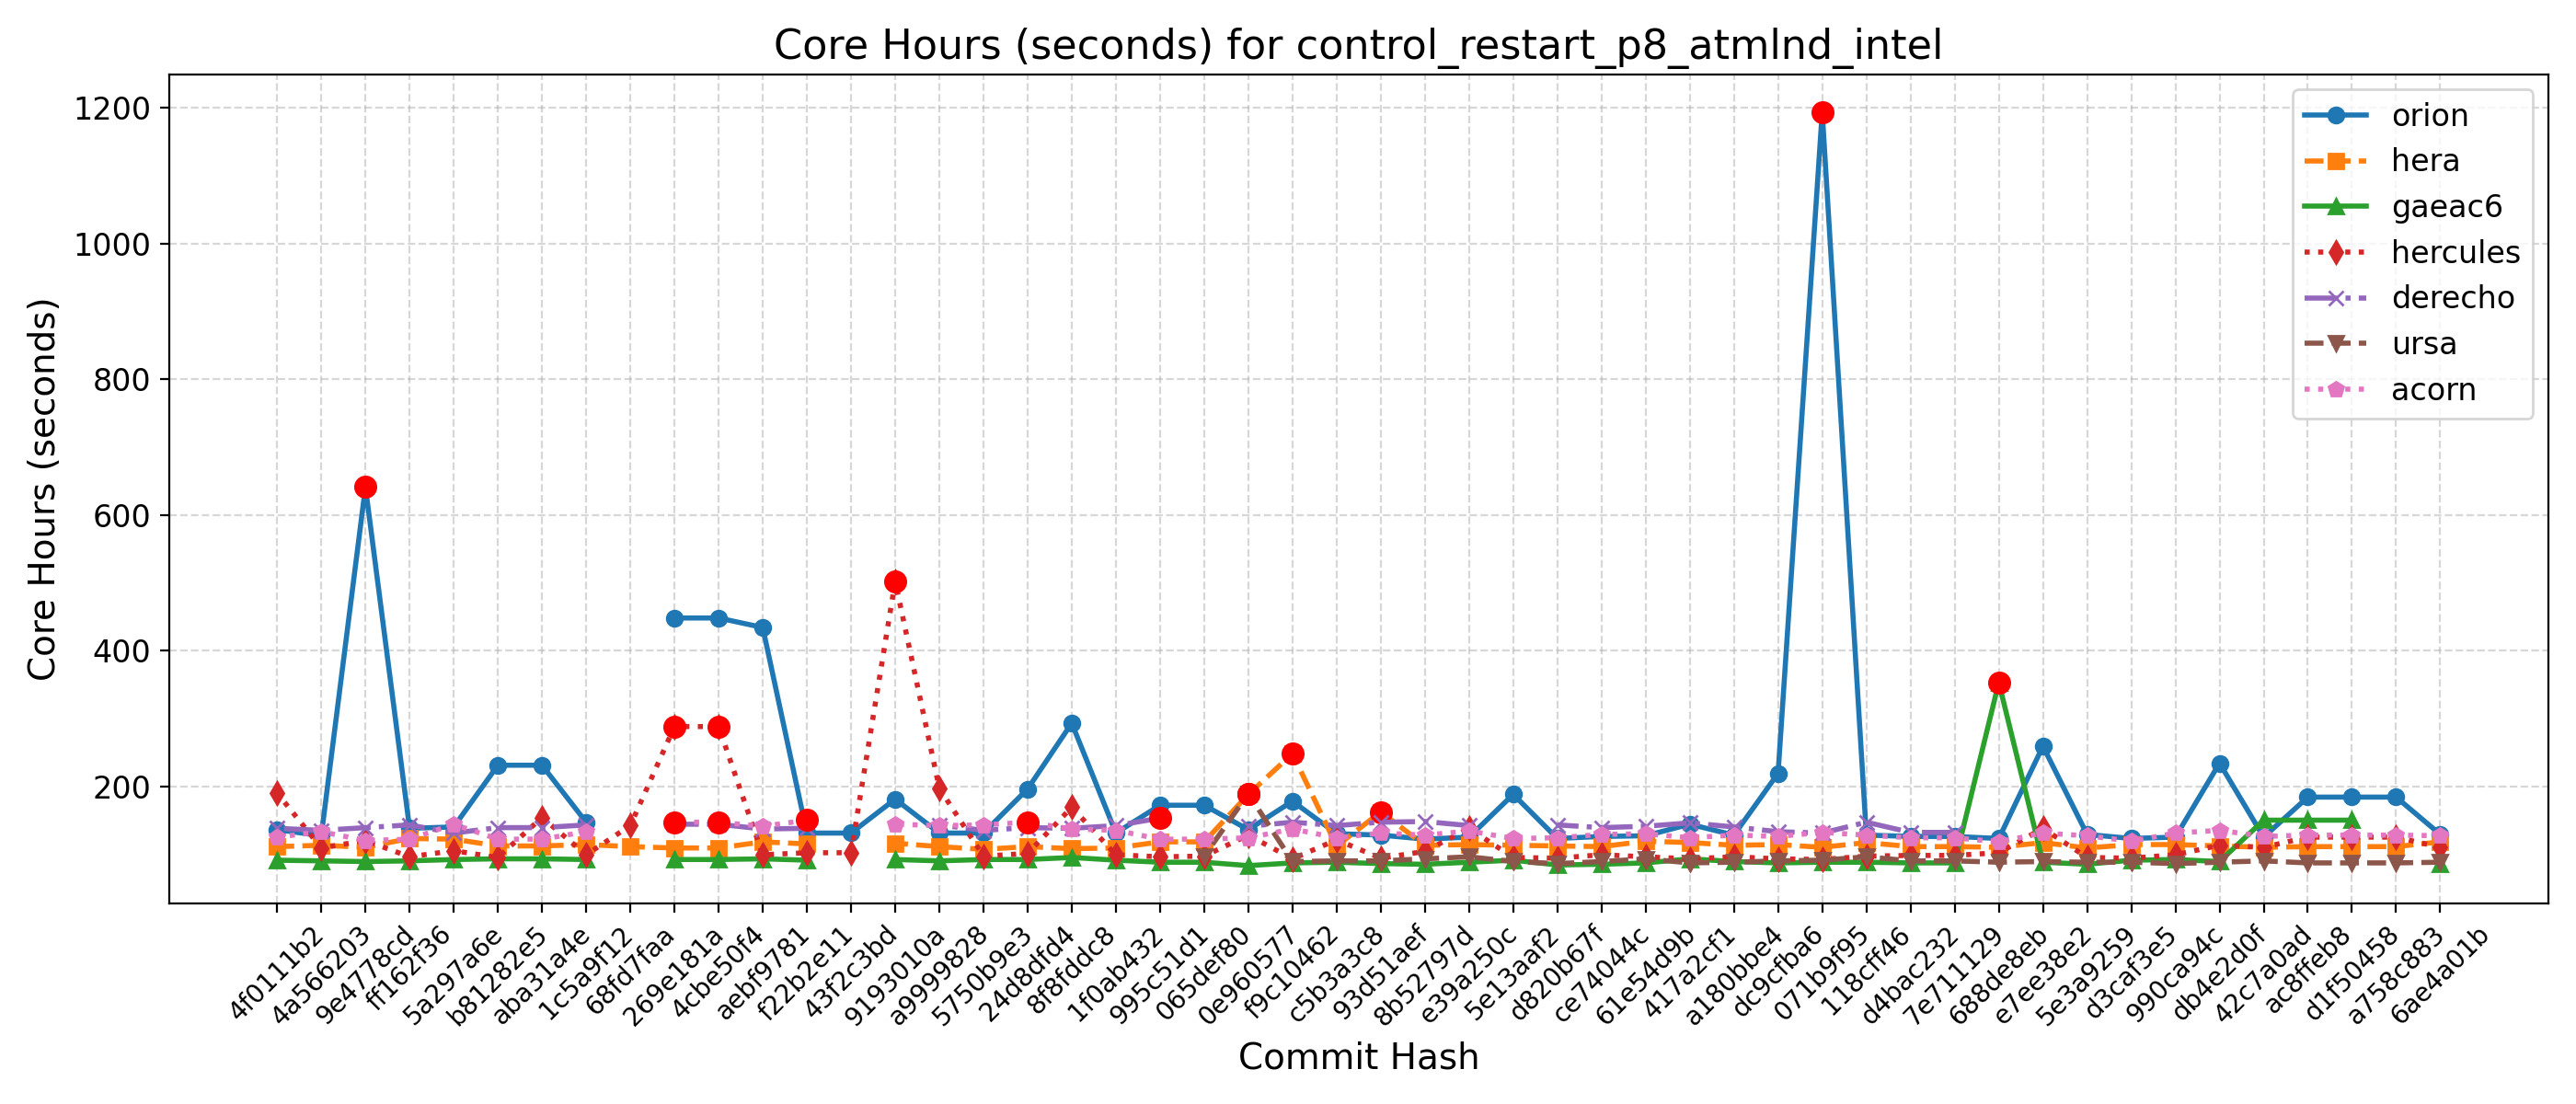 Core Hours (seconds) for control_restart_p8_atmlnd_intel
Core Hours (seconds)
1200
1000
800
600
400
200
orion
hera
gaeac6
hercules
derecho
ursa
acorn
4f0111b2
4a566203
9e4778cd
ff162f36
5a297a6e
b81282e5
aba31a4e
1c5a9f12
68fd7faa
269e181a
4cbe50f4
aebf9781
f22b2e11
43f2c3bd
9193010a
a9999828
5750b9e3
24d8dfd4
8f8fddc8
1f0ab432
995c51d1
065def80
0e960577
f9c10462
c5b3a3c8
93d51aef
8b52797d
e39a250c
5e13aaf2
d820b67f
ce74044c
61e54d9b
417a2cf1
a180bbe4
dc9cfba6
071b9f95
118cff46
d4bac232
7e711129
688de8eb
e7ee38e2
5e3a9259
d3caf3e5
990ca94c
db4e2d0f
42c7a0ad
ac8ffeb8
d1f50458
a758c883
6ae4a01b
Commit Hash